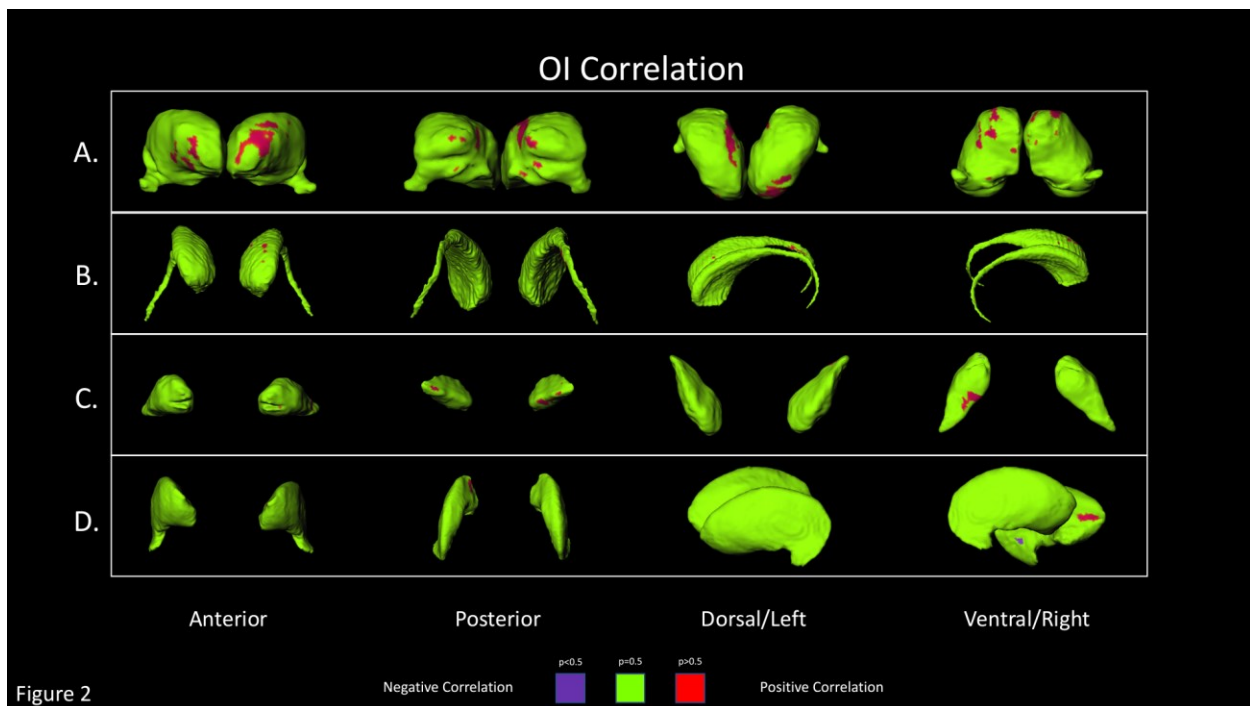 OI Correlation
A.
B.
C.
D.
Anterior Posterior Dorsal/Left Ventral/Right
p<0.5 p=0.5 p>0.5
Negative Correlation Positive Correlation
Figure 2